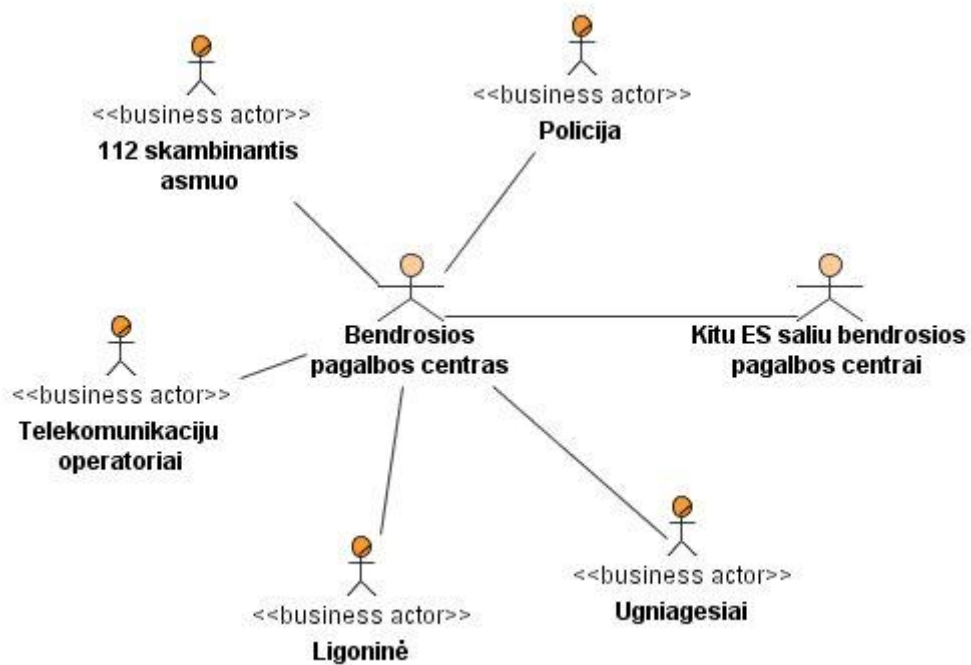 <<business actor>>
Policija
<<business actor>>
112 skambinantis
asmuo
Bendrosios
pagalbos centras
Kitu ES saliu bendrosios
pagalbos centrai
<<business actor>>
Telekomunikaciju
operatoriai
<<business actor>>
Ugniagesiai
<<business actor>>
Ligoninė